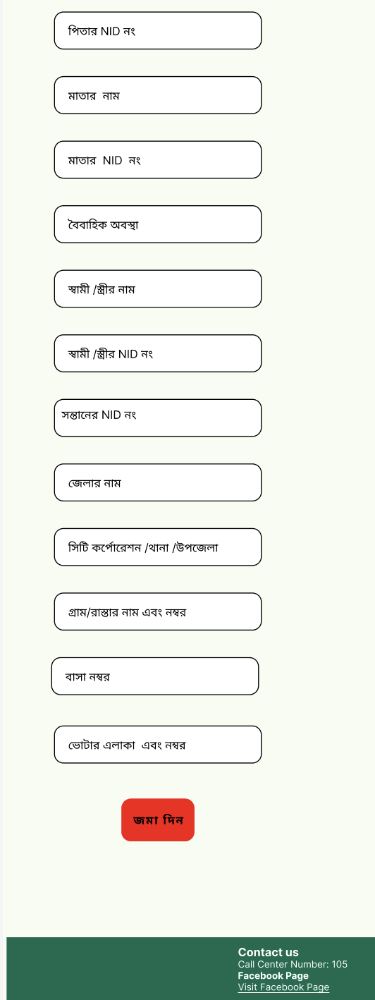 পিতার NID নং
মাতার নাম
মাতার NID নং
বৈবাহিক অবস্থা
স্বামী /স্ত্রীর নাম
স্বামী /স্ত্রীর NID নং
সন্তানের NID নং
জেলার নাম
সিটি কর্পোরেশন /থানা /উপজেলা
গ্রাম/রাস্তার নাম এবং নম্বর
বাসা নম্বর
ভোটার এলাকা এবং নম্বর
জমা দিন
Contact us
Call Center Number: 105
Facebook Page
Visit Facebook Page